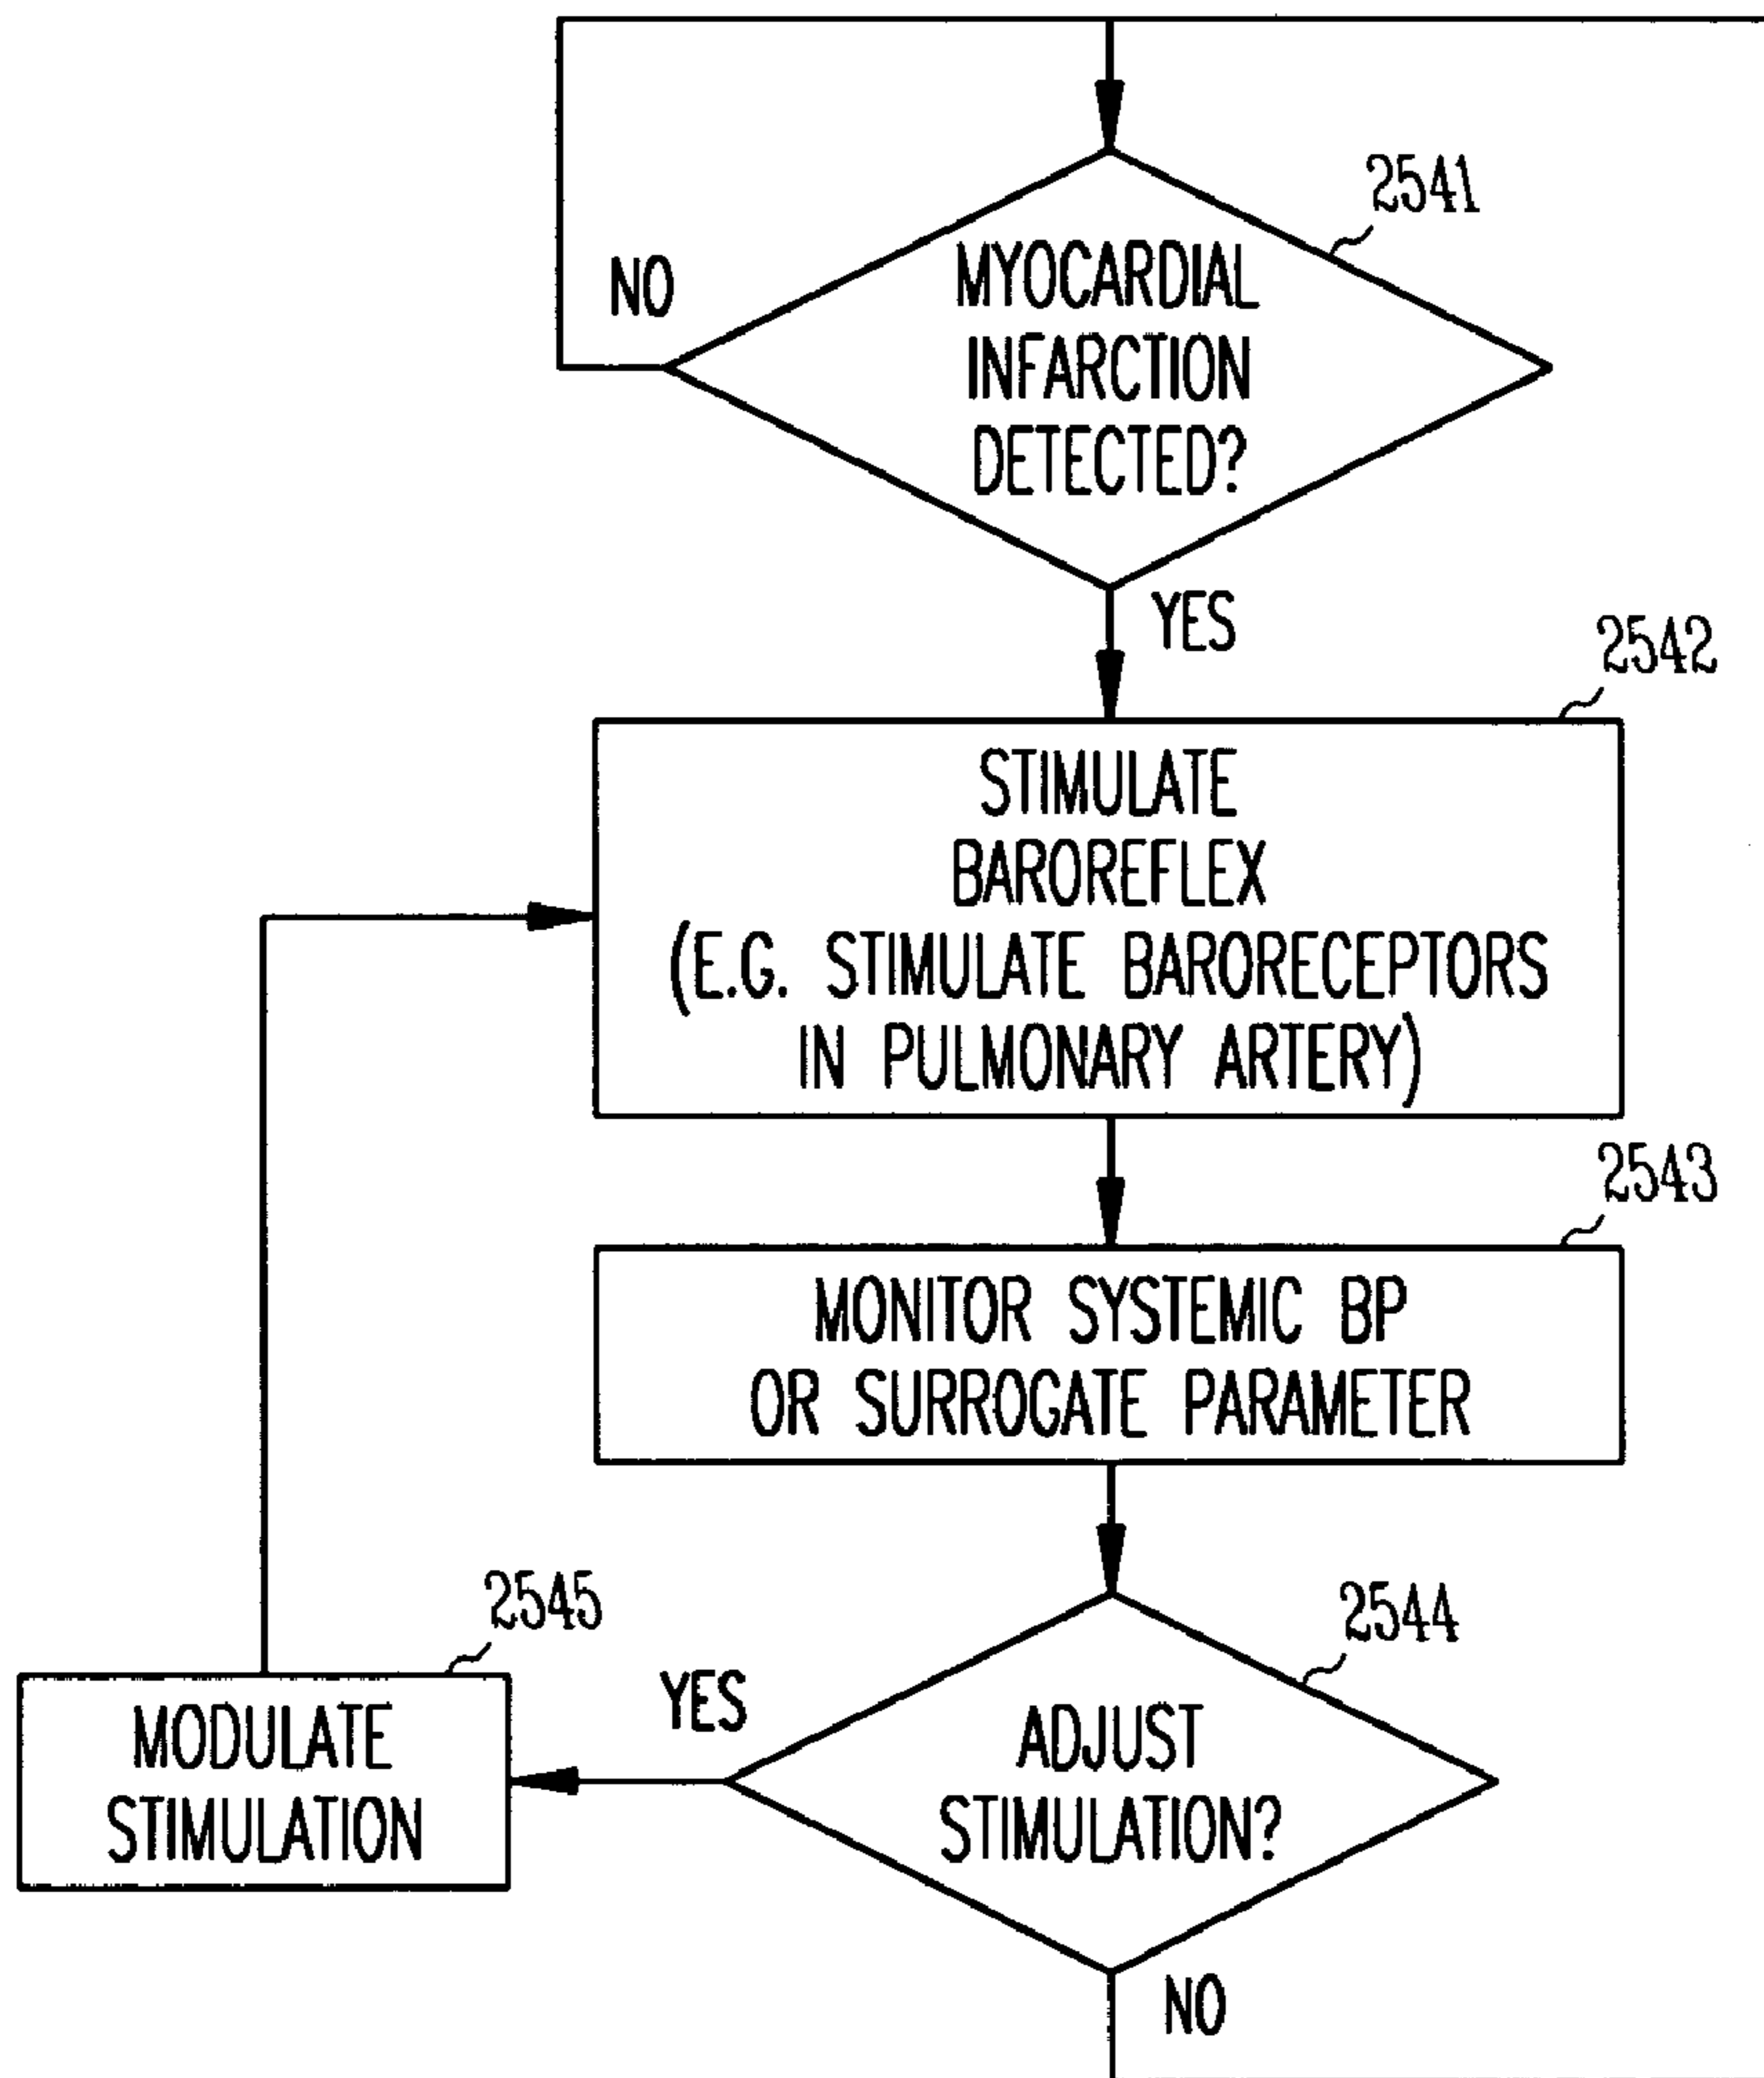 2541
NO
MYOCARDIAL
INFARCTION
DETECTED?
YES
2542
STIMULATE
BAROREFLEX
(E.G. STIMULATE BARORECEPTORS
IN PULMONARY ARTERY)
2543
MONITOR SYSTEMIC BP
OR SURROGATE PARAMETER
2545
2544
YES
MODULATE
STIMULATION
ADJUST
STIMULATION?
NO